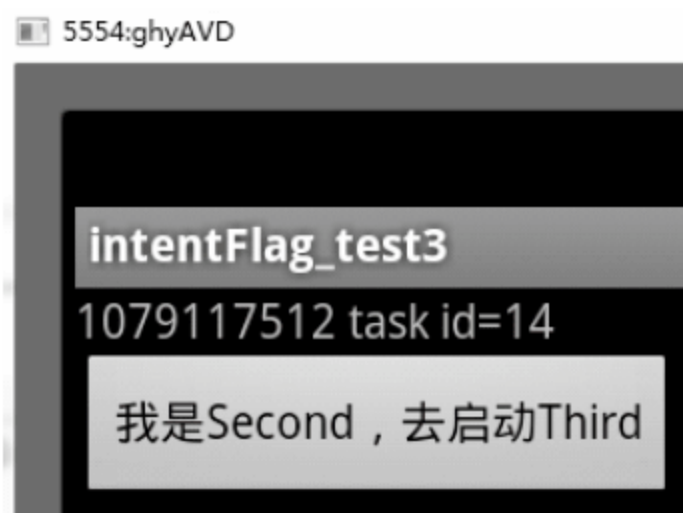 5554:ghyAVD
intentFlag_test3
1079117512 task id=14
我是Second，去启动Third